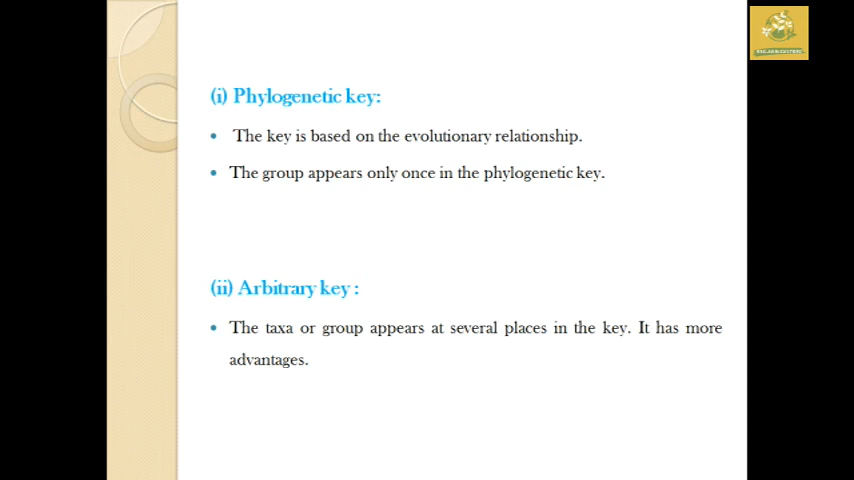 (i) Phylogenetic key:
• The key is based on the evolutionary relationship.
• The group appears only once in the phylogenetic key.
(ii) Arbitrary key :
• The taxa or group appears at several places in the key. It has more
advantages.